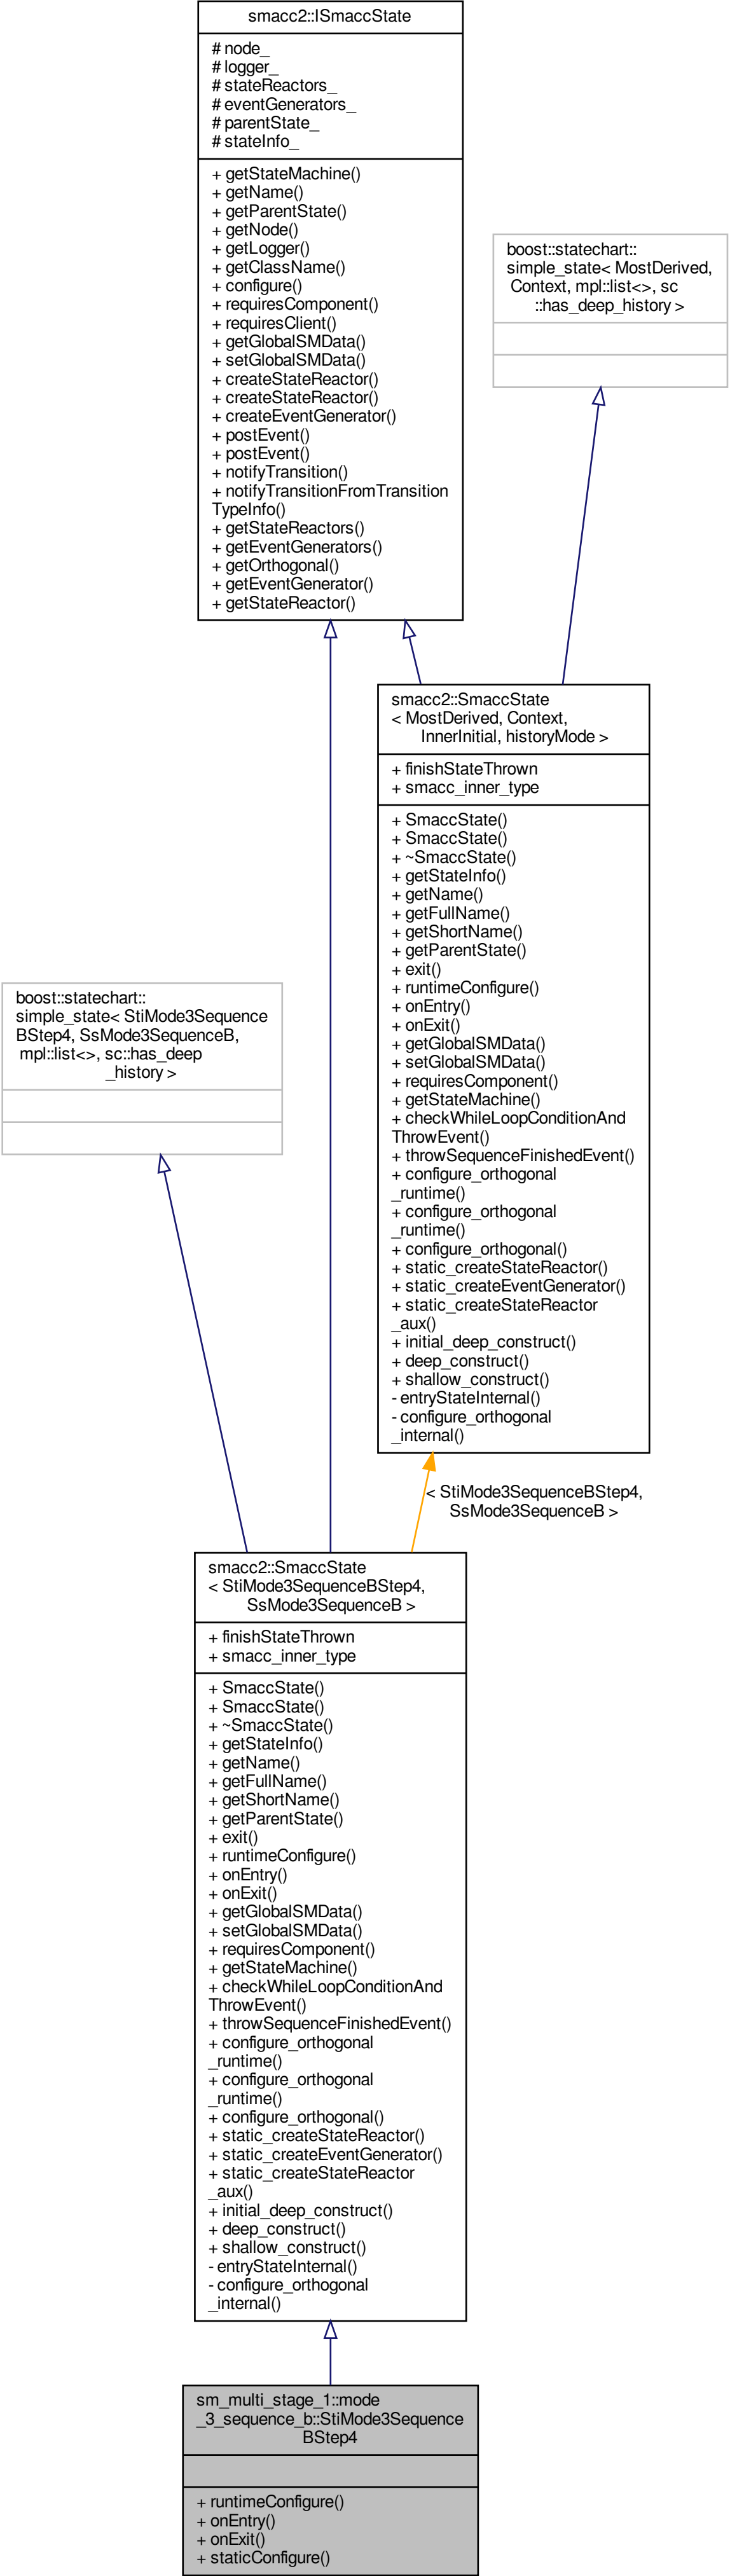 smacc2::ISmaccState
# node_
# logger_
# stateReactors_
# eventGenerators_
# parentState_
# stateInfo_
+ getStateMachine()
+ getName()
+ getParentState()
+ getNode()
+ getLogger()
+ getClassName()
+ configure()
+ requiresComponent()
+ requiresClient()
+ getGlobalSMData()
+ setGlobalSMData()
+ createStateReactor()
+ createStateReactor()
+ createEventGenerator()
+ postEvent()
+ postEvent()
+ notifyTransition()
+ notifyTransitionFromTransition
TypeInfo()
+ getStateReactors()
+ getEventGenerators()
+ getOrthogonal()
+ getEventGenerator()
+ getStateReactor()
boost::statechart::
simple_state< MostDerived,
Context, mpl::list<>, sc
::has_deep_history >
smacc2::SmaccState
< MostDerived, Context,
InnerInitial, historyMode >
+ finishStateThrown
+ smacc_inner_type
+ SmaccState()
+ SmaccState()
+ ~SmaccState()
+ getStateInfo()
+ getName()
+ getFullName()
+ getShortName()
+ getParentState()
+ exit()
+ runtimeConfigure()
+ onEntry()
+ onExit()
+ getGlobalSMData()
+ setGlobalSMData()
+ requiresComponent()
+ getStateMachine()
+ checkWhileLoopConditionAnd
ThrowEvent()
+ throwSequenceFinishedEvent()
+ configure_orthogonal
_runtime()
+ configure_orthogonal
_runtime()
+ configure_orthogonal()
+ static_createStateReactor()
+ static_createEventGenerator()
+ static_createStateReactor
_aux()
+ initial_deep_construct()
+ deep_construct()
+ shallow_construct()
- entryStateInternal()
- configure_orthogonal
_internal()
boost::statechart::
simple_state< StiMode3Sequence
BStep4, SsMode3SequenceB,
mpl::list<>, sc::has_deep
_history >
< StiMode3SequenceBStep4,
SsMode3SequenceB >
smacc2::SmaccState
< StiMode3SequenceBStep4,
SsMode3SequenceB >
+ finishStateThrown
+ smacc_inner_type
+ SmaccState()
+ SmaccState()
+ ~SmaccState()
+ getStateInfo()
+ getName()
+ getFullName()
+ getShortName()
+ getParentState()
+ exit()
+ runtimeConfigure()
+ onEntry()
+ onExit()
+ getGlobalSMData()
+ setGlobalSMData()
+ requiresComponent()
+ getStateMachine()
+ checkWhileLoopConditionAnd
ThrowEvent()
+ throwSequenceFinishedEvent()
+ configure_orthogonal
_runtime()
+ configure_orthogonal
_runtime()
+ configure_orthogonal()
+ static_createStateReactor()
+ static_createEventGenerator()
+ static_createStateReactor
_aux()
+ initial_deep_construct()
+ deep_construct()
+ shallow_construct()
- entryStateInternal()
- configure_orthogonal
_internal()
sm_multi_stage_1::mode
_3_sequence_b::StiMode3Sequence
BStep4
+ runtimeConfigure()
+ onEntry()
+ onExit()
+ staticConfigure()